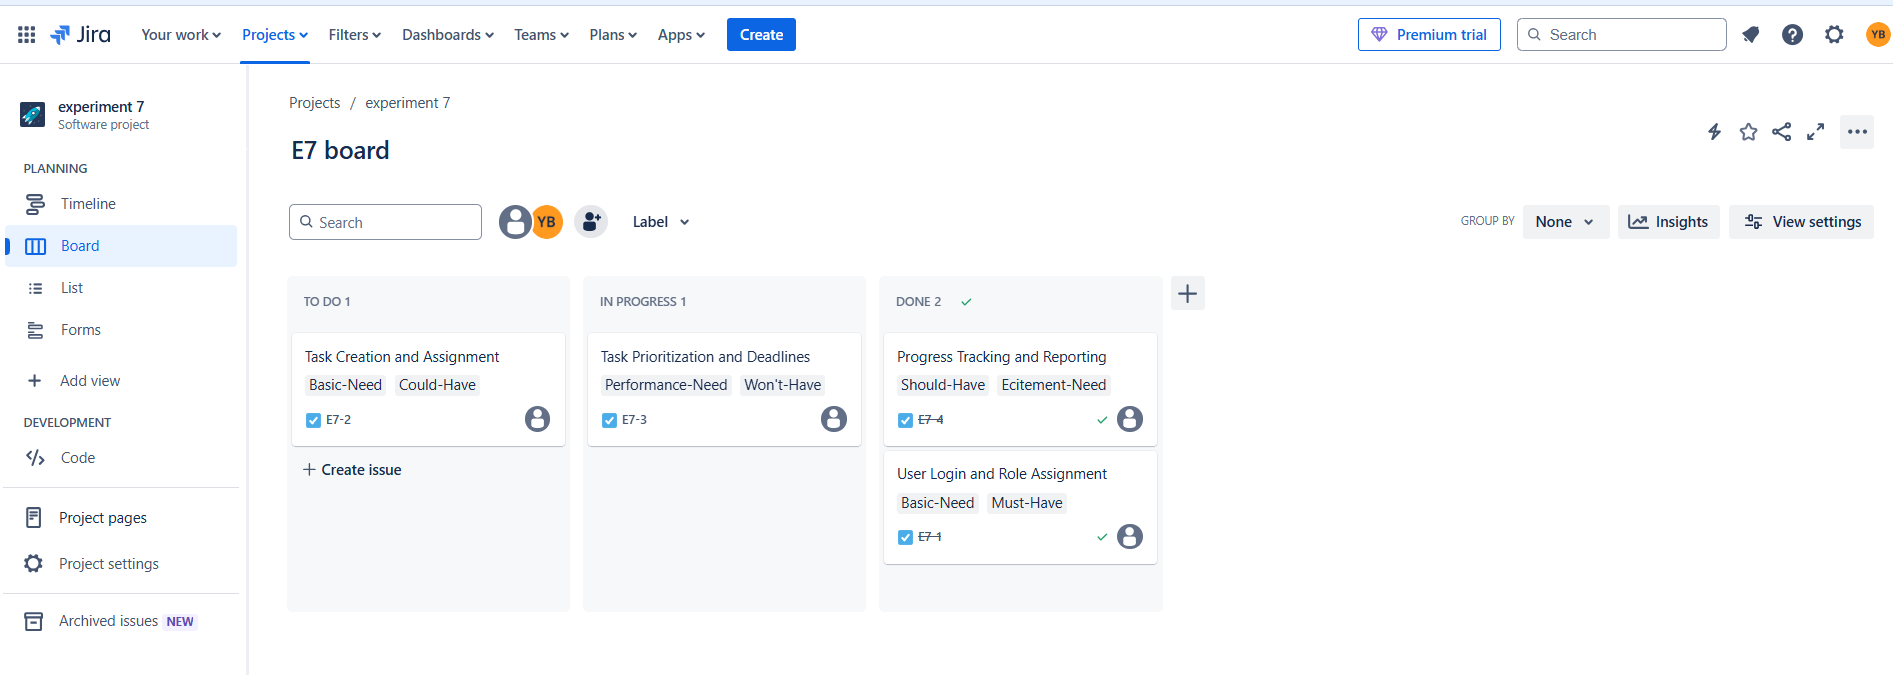 Jira Your work Projects Filters Dashboards Teams Plans Apps Create Premium trial Search YB
experiment 7
Software project
PLANNING
Timeline
Board
List
Forms
Add view
DEVELOPMENT
Code
Project pages
Project settings
Archived issues NEW
Projects / experiment 7
E7 board
Search YB Label GROUP BY None Insights View settings
TO DO 1
Task Creation and Assignment
Basic-Need Could-Have
E7-2
Create issue
IN PROGRESS 1
Task Prioritization and Deadlines
Performance-Need Won't-Have
E7-3
DONE 2
Progress Tracking and Reporting
Should-Have Ecitement-Need
E7-4
User Login and Role Assignment
Basic-Need Must-Have
E7-1